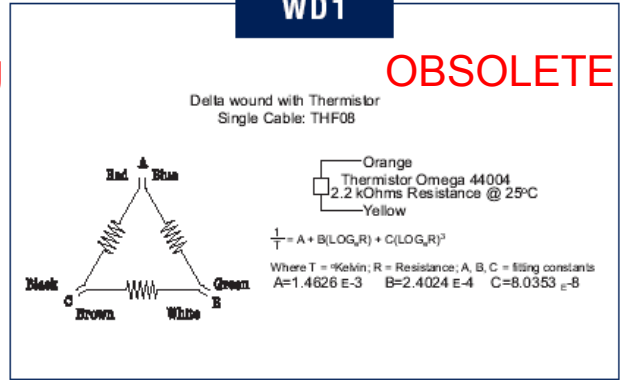 WD1
OBSOLETE
Delta wound with Thermistor
Single Cable: THF08
A
Red Blue
Orange
Thermistor Omega 44004
2.2 kOhms Resistance @ 25°C
Yellow
1/T = A + B(LOGₑR) + C(LOGₑR)³
Where T = °Kelvin; R = Resistance; A, B, C = fitting constants
A=1.4626 E-3 B=2.4024 E-4 C=8.0353 E-8
Black
C
Brown
White
Green
B